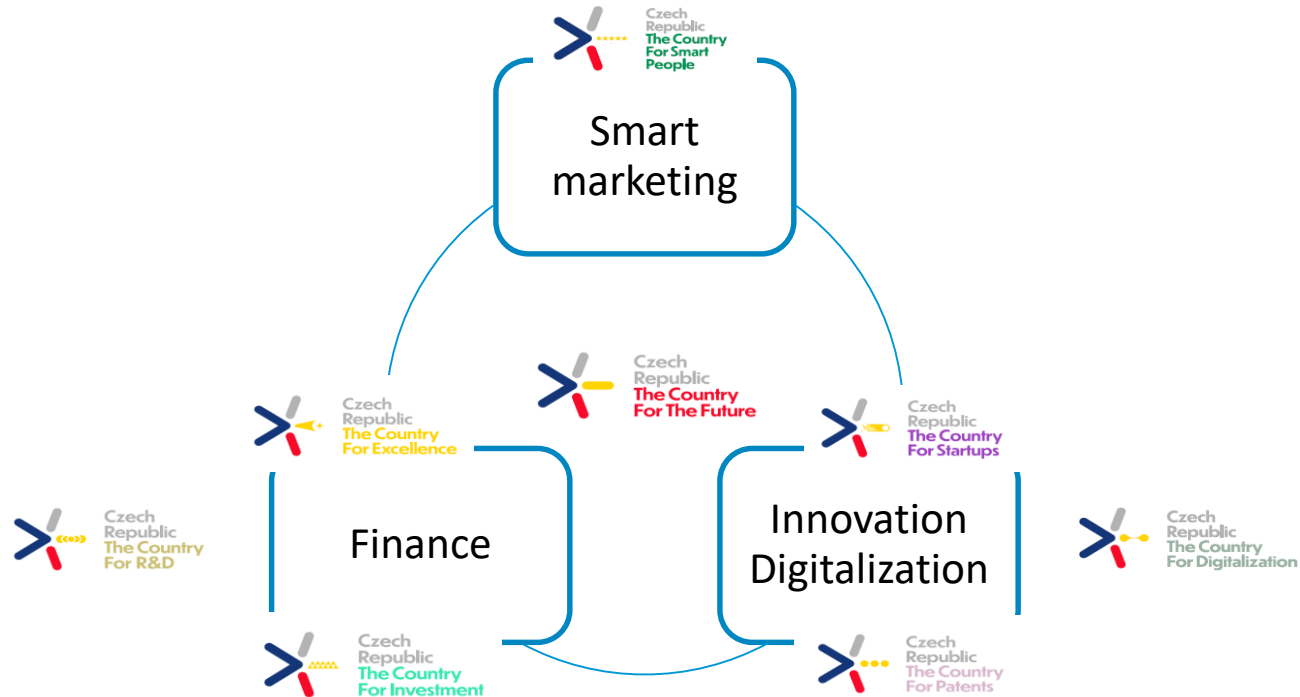 Czech
Republic
The Country
For Smart
People
Smart
marketing
Czech
Republic
The Country
For The Future
Czech
Republic
The Country
For Excellence
Czech
Republic
The Country
For Startups
Czech
Republic
The Country
For R&D
Finance
Innovation
Digitalization
Czech
Republic
The Country
For Digitalization
Czech
Republic
The Country
For Investment
Czech
Republic
The Country
For Patents